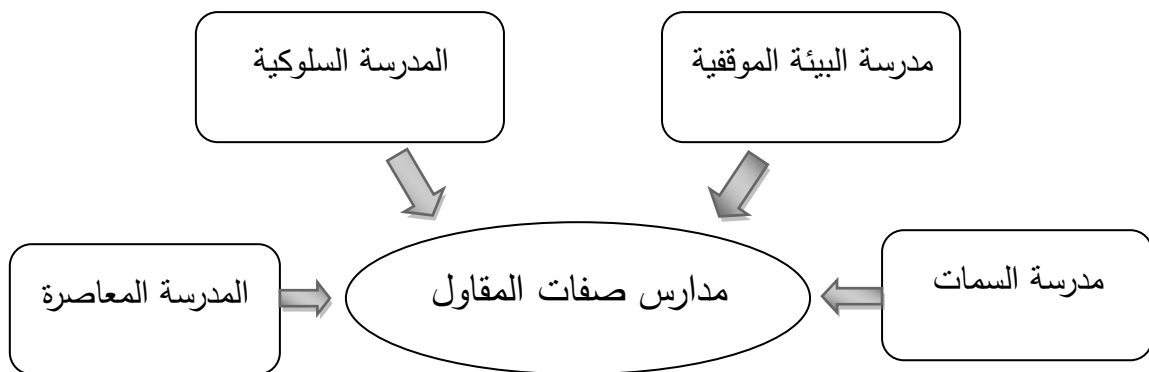 مدرسة البيئة الموقفية
المدرسة السلوكية
مدرسة السمات
مدارس صفات المقاول
المدرسة المعاصرة